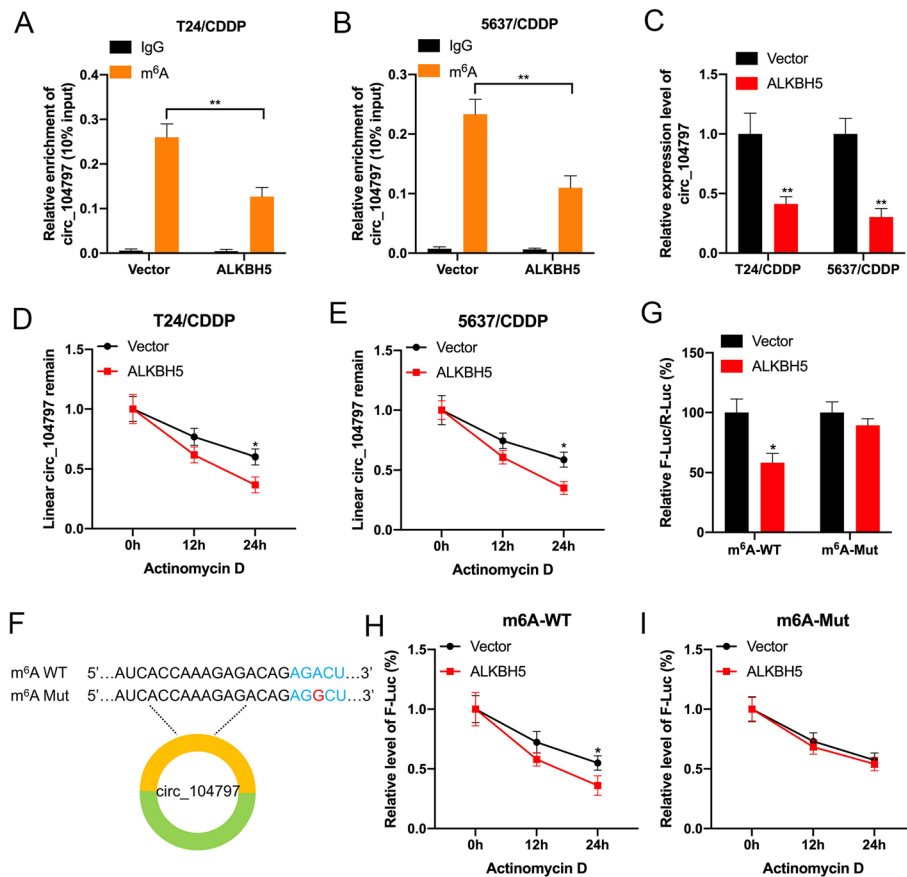 A
T24/CDDP
IgG
m⁶A
Relative enrichment of
circ_104797 (10% input)
0.4
0.3
0.2
0.1
0.0
**
Vector
ALKBH5
B
5637/CDDP
IgG
m⁶A
Relative enrichment of
circ_104797 (10% input)
0.3
0.2
0.1
0.0
**
Vector
ALKBH5
C
Vector
ALKBH5
Relative expression level of
circ_104797
1.5
1.0
0.5
0.0
**
**
T24/CDDP
5637/CDDP
D
T24/CDDP
Vector
ALKBH5
Linear circ_104797 remain
1.5
1.0
0.5
0.0
*
0h
12h
24h
Actinomycin D
E
5637/CDDP
Vector
ALKBH5
Linear circ_104797 remain
1.5
1.0
0.5
0.0
*
0h
12h
24h
Actinomycin D
G
Vector
ALKBH5
Relative F-Luc/R-Luc (%)
150
100
50
0
*
m⁶A-WT
m⁶A-Mut
F
m⁶A WT 5’...AUCACCAAAGAGACAGAGACU...3’
m⁶A Mut 5’...AUCACCAAAGAGACAGAGGCU...3’
circ_104797
H
m6A-WT
Vector
ALKBH5
Relative level of F-Luc (%)
1.5
1.0
0.5
0.0
*
0h
12h
24h
Actinomycin D
I
m6A-Mut
Vector
ALKBH5
Relative level of F-Luc (%)
1.5
1.0
0.5
0.0
0h
12h
24h
Actinomycin D